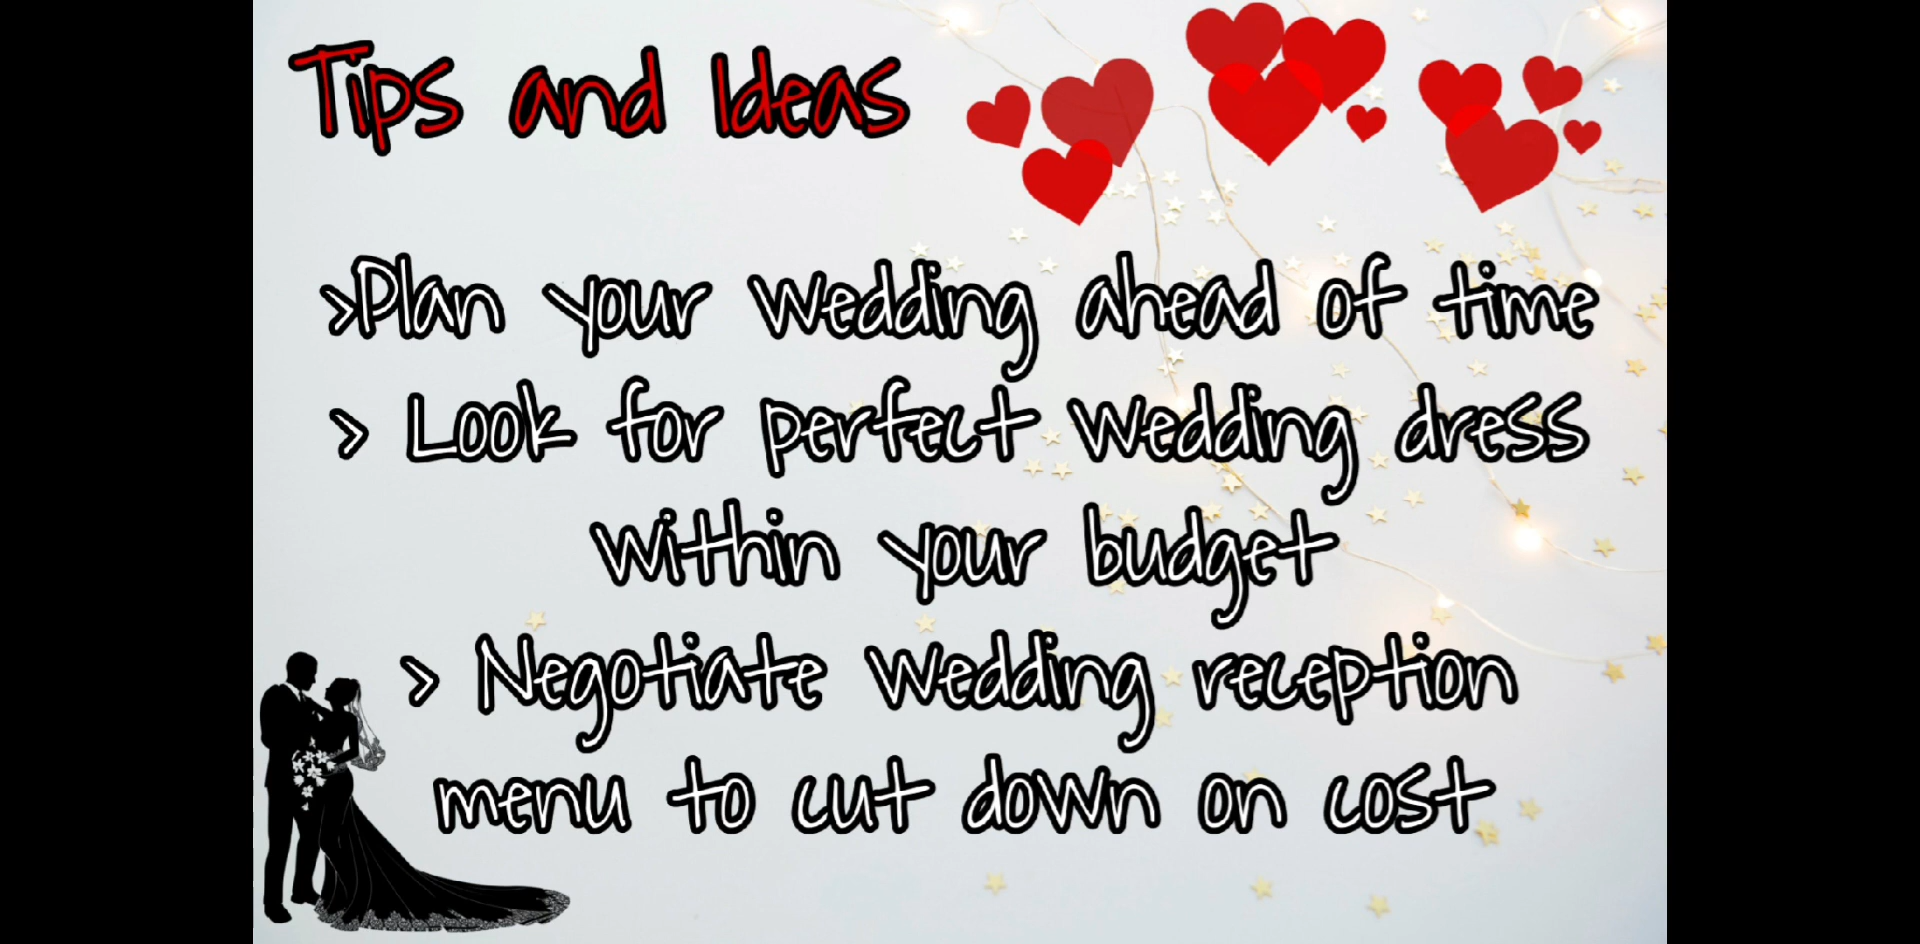 Tips and Ideas
>Plan your wedding ahead of time
> Look for perfect wedding dress
within your budget
> Negotiate wedding reception
menu to cut down on cost